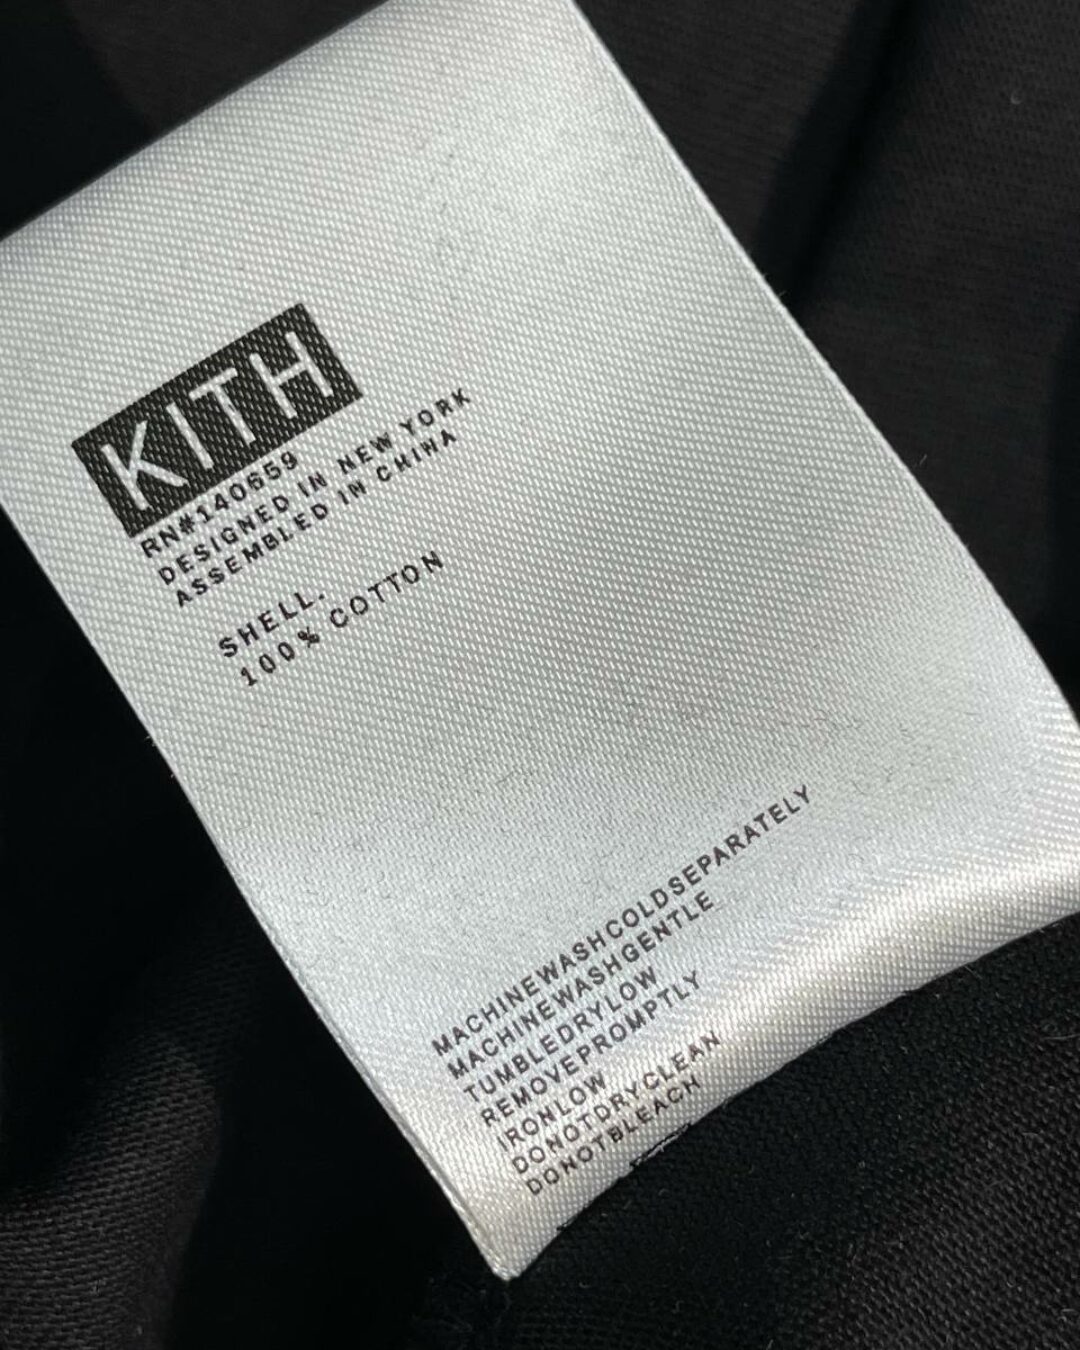 KITH
RN#140659
DESIGNED IN NEW YORK
ASSEMBLED IN CHINA
SHELL.
100% COTTON
MACHINEWASHCOLDSEPARATELY
MACHINEWASHGENTLE
TUMBLEDRYLOW
REMOVEPROMPTLY
IRONLOW
DONOTDRYCLEAN
DONOTBLEACH